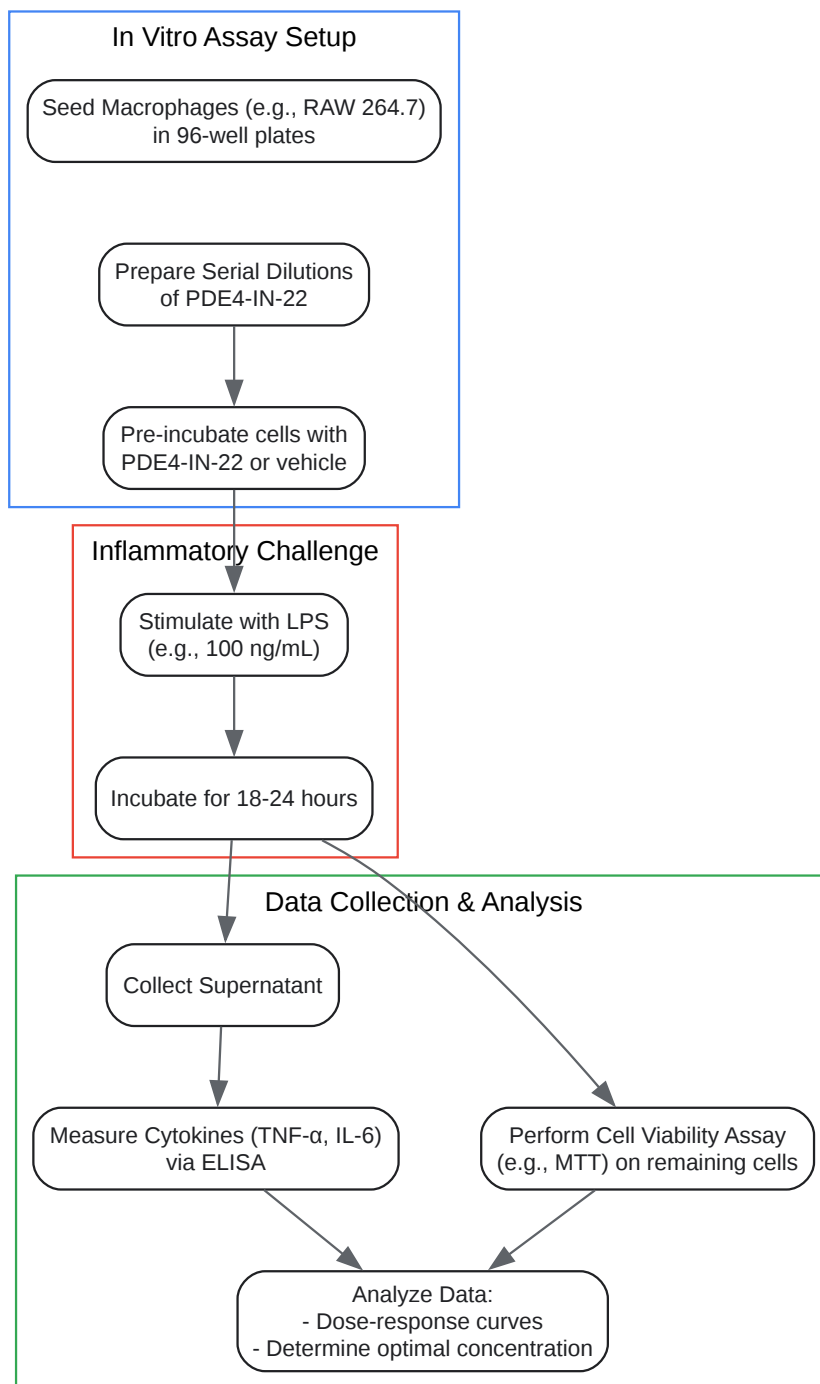 In Vitro Assay Setup
Seed Macrophages (e.g., RAW 264.7)
in 96-well plates
Prepare Serial Dilutions
of PDE4-IN-22
Pre-incubate cells with
PDE4-IN-22 or vehicle
Inflammatory Challenge
Stimulate with LPS
(e.g., 100 ng/mL)
Incubate for 18-24 hours
Data Collection & Analysis
Collect Supernatant
Measure Cytokines (TNF-α, IL-6)
via ELISA
Perform Cell Viability Assay
(e.g., MTT) on remaining cells
Analyze Data:
- Dose-response curves
- Determine optimal concentration